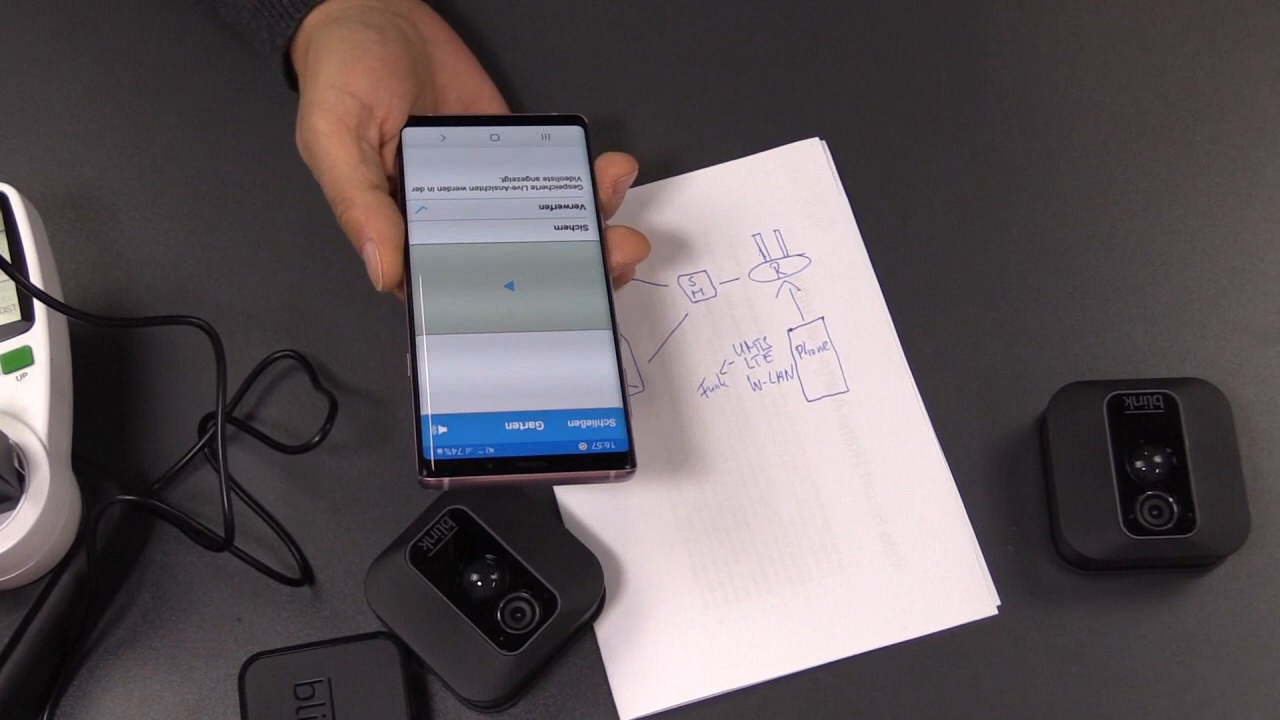 16:57
74%
Schließen
Garten
Sichern
Verwerfen
Gespeicherte Live-Ansichten werden in der
Videoliste angezeigt.
S
M
R
Phone
UMTS
LTE
W-LAN
Funk
blink
blink
UP